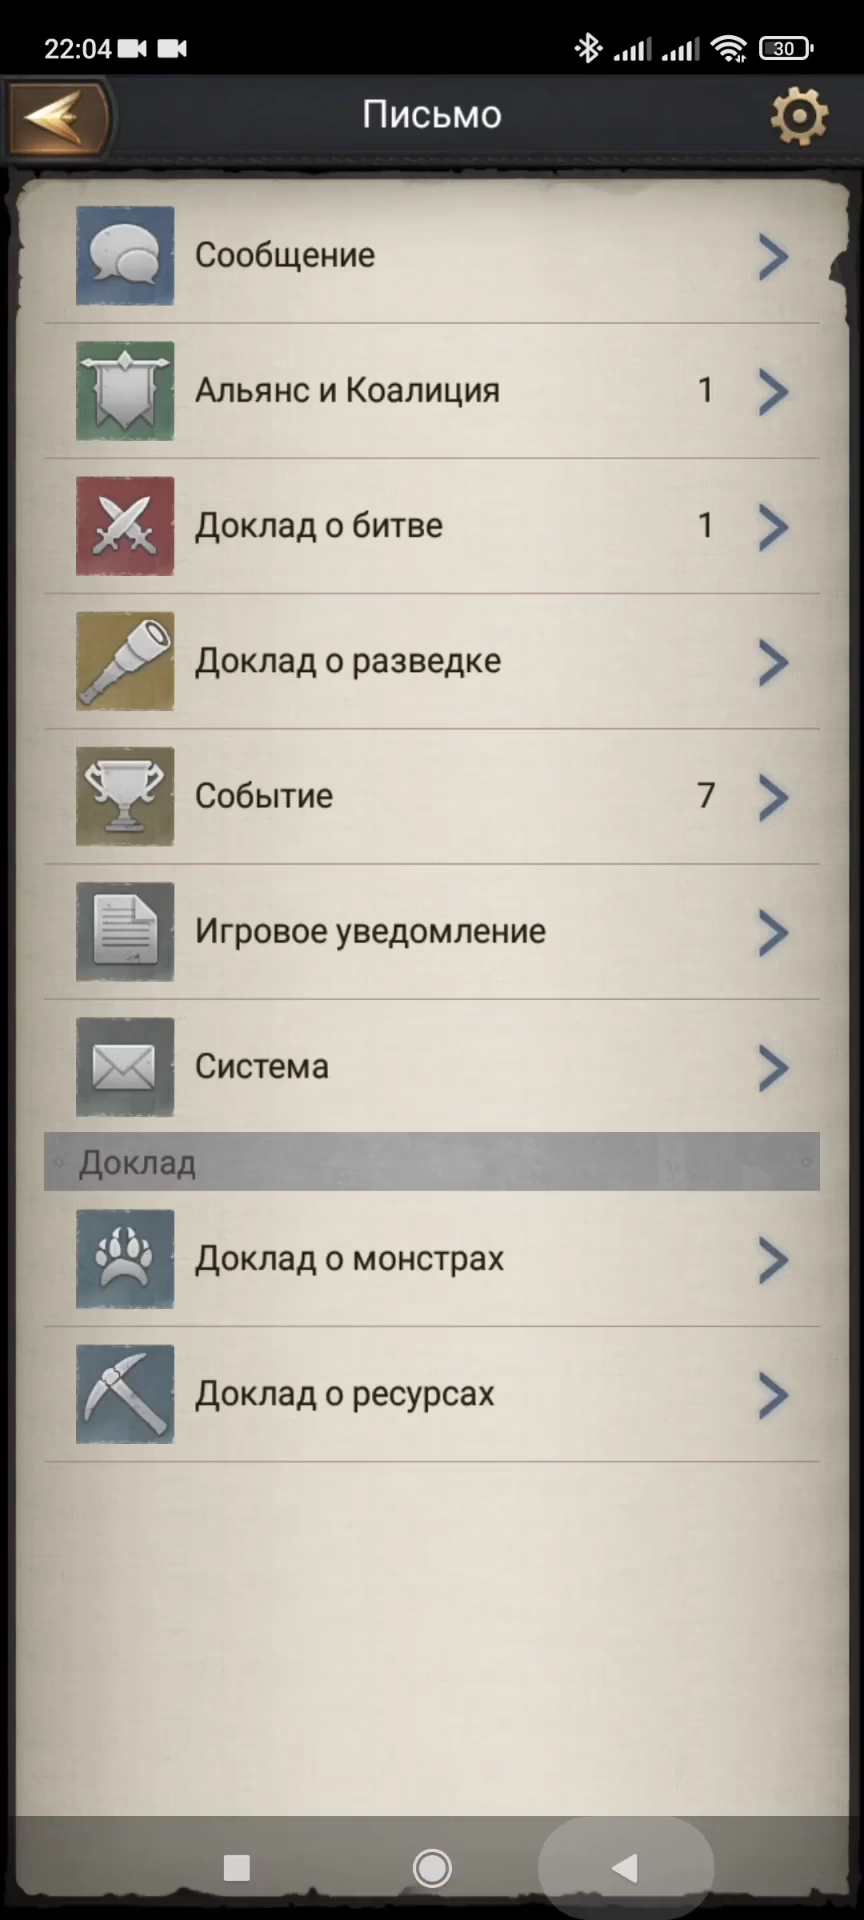 22:04
30
Письмо
Сообщение
Альянс и Коалиция 1
Доклад о битве 1
Доклад о разведке
Событие 7
Игровое уведомление
Система
Доклад
Доклад о монстрах
Доклад о ресурсах